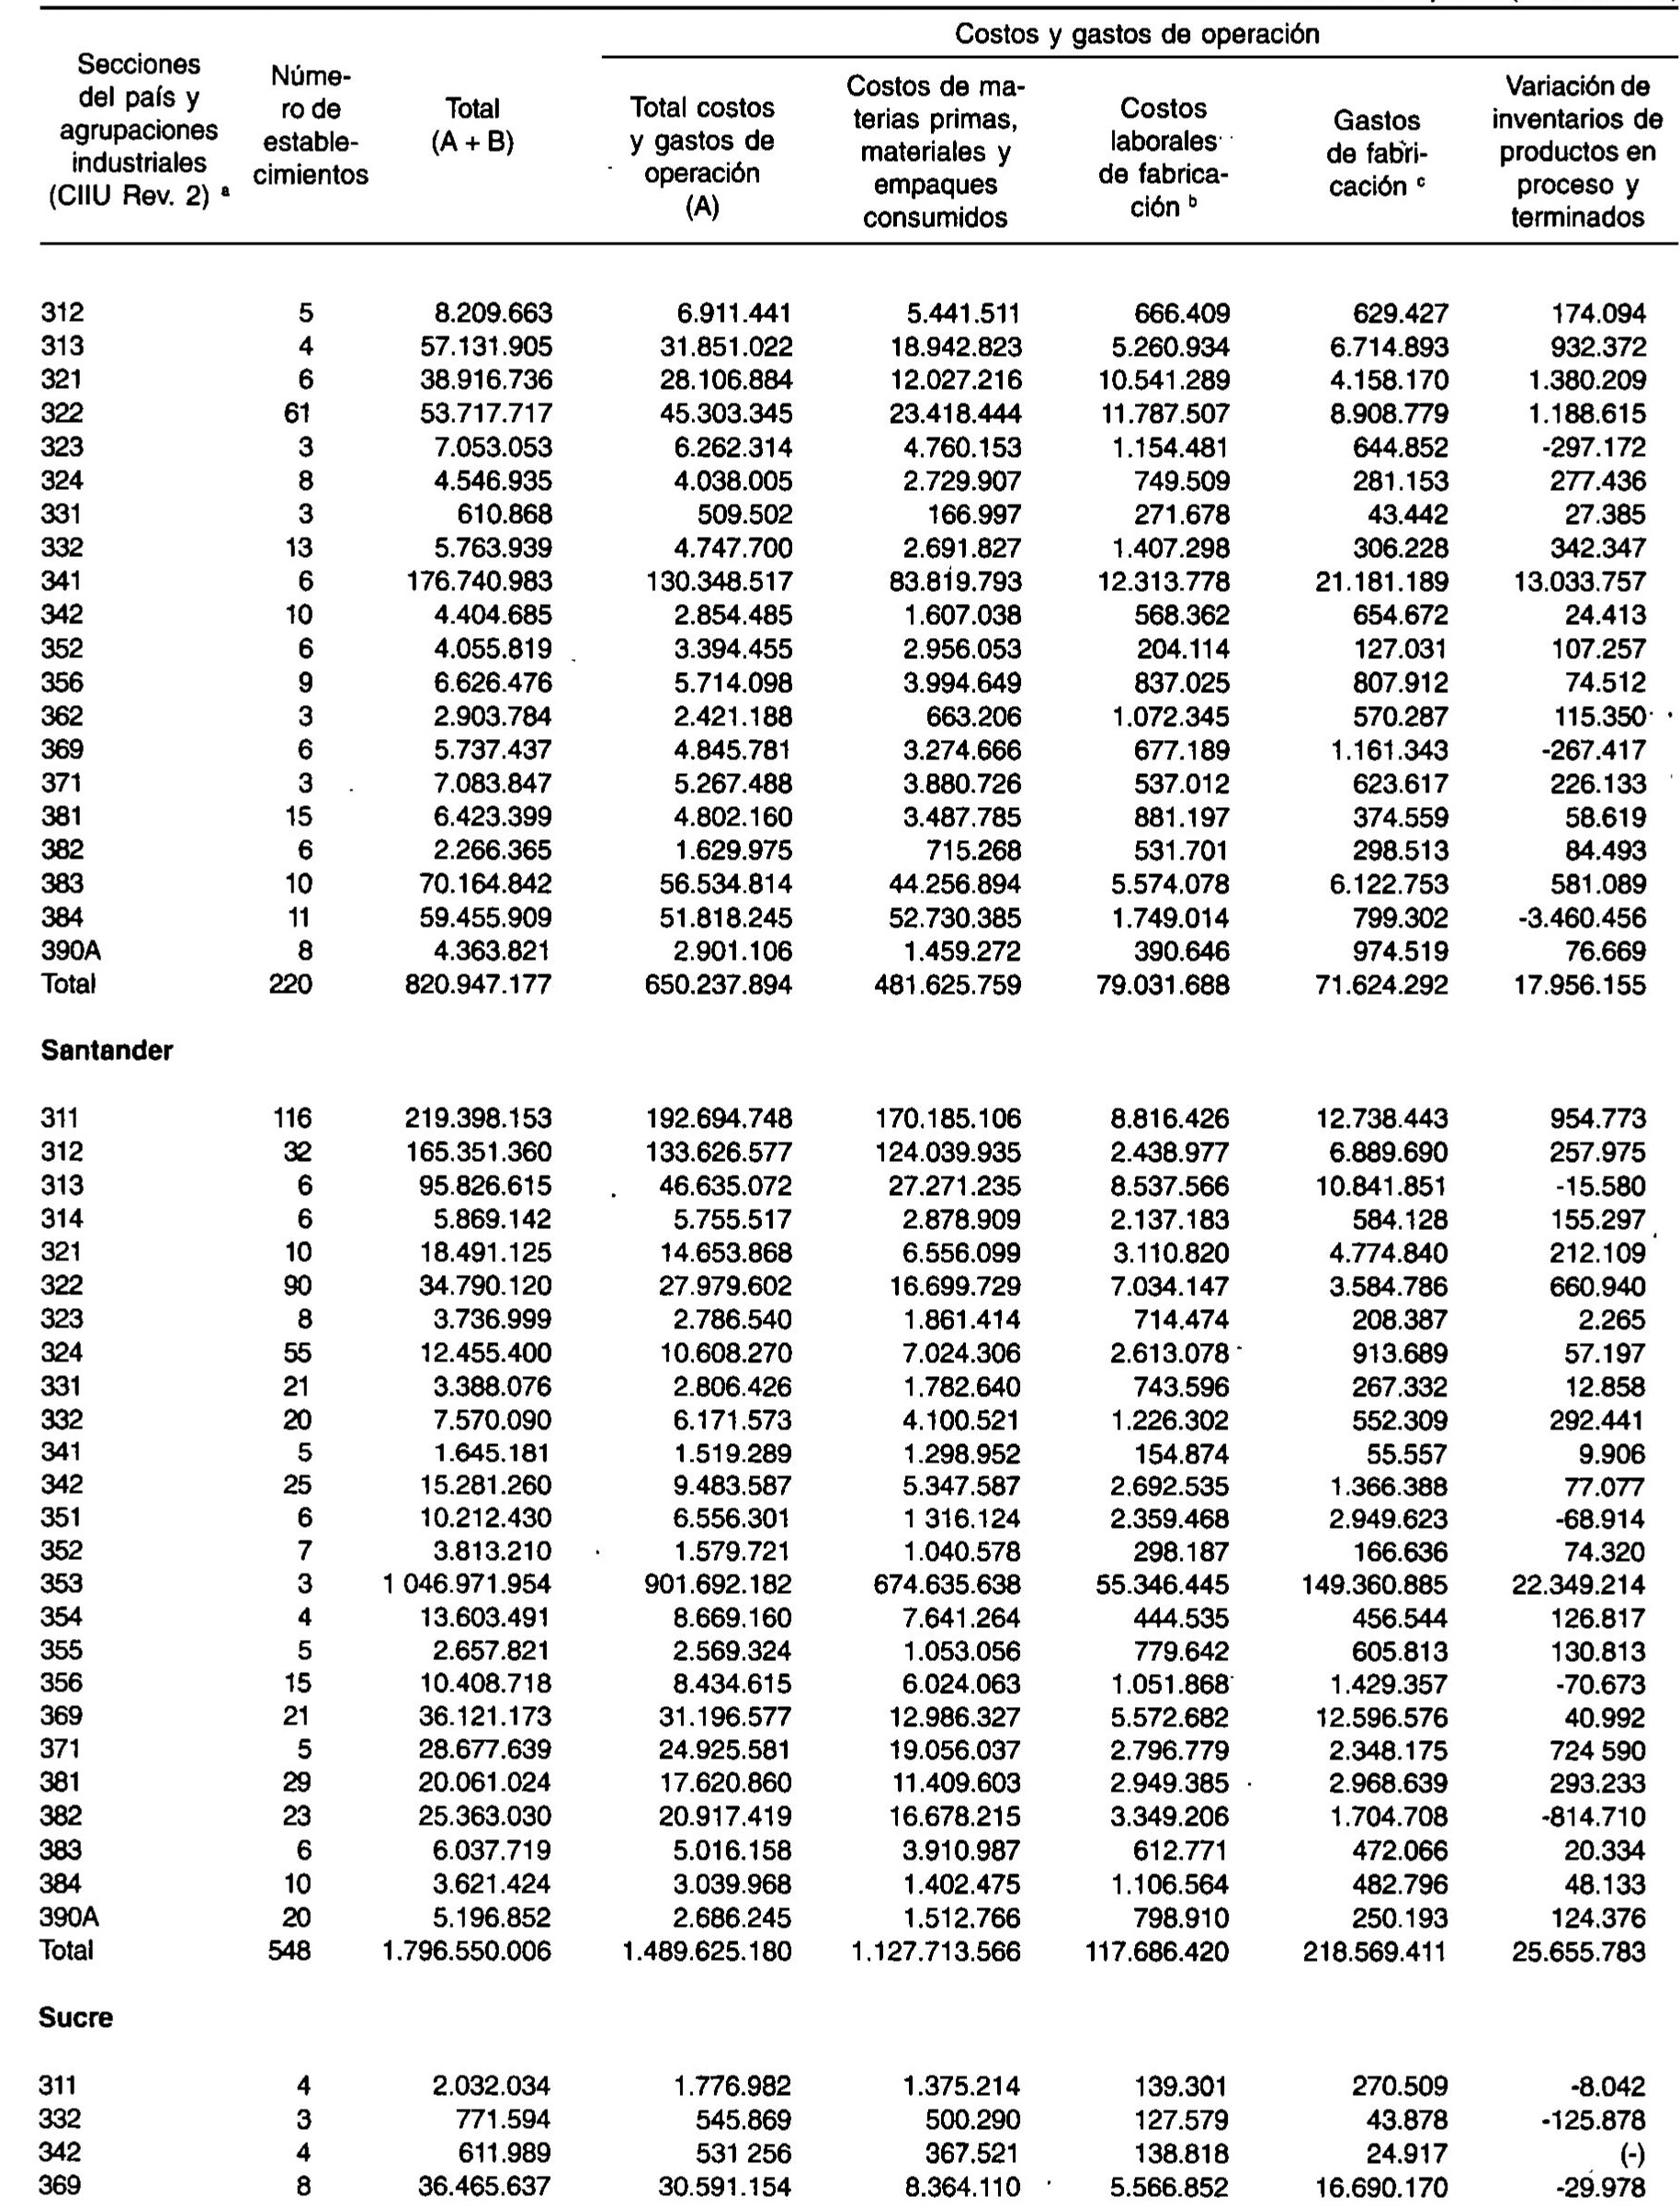 Costos y gastos de operación
Secciones del país y agrupaciones industriales (CIIU Rev. 2) a
Núme- ro de estable- cimientos
Total (A + B)
Total costos y gastos de operación (A)
Costos de ma- terias primas, materiales y empaques consumidos
Costos laborales de fabrica- ción b
Gastos de fabri- cación c
Variación de inventarios de productos en proceso y terminados
312 5 8.209.663 6.911.441 5.441.511 666.409 629.427 174.094
313 4 57.131.905 31.851.022 18.942.823 5.260.934 6.714.893 932.372
321 6 38.916.736 28.106.884 12.027.216 10.541.289 4.158.170 1.380.209
322 61 53.717.717 45.303.345 23.418.444 11.787.507 8.908.779 1.188.615
323 3 7.053.053 6.262.314 4.760.153 1.154.481 644.852 -297.172
324 8 4.546.935 4.038.005 2.729.907 749.509 281.153 277.436
331 3 610.868 509.502 166.997 271.678 43.442 27.385
332 13 5.763.939 4.747.700 2.691.827 1.407.298 306.228 342.347
341 6 176.740.983 130.348.517 83.819.793 12.313.778 21.181.189 13.033.757
342 10 4.404.685 2.854.485 1.607.038 568.362 654.672 24.413
352 6 4.055.819 3.394.455 2.956.053 204.114 127.031 107.257
356 9 6.626.476 5.714.098 3.994.649 837.025 807.912 74.512
362 3 2.903.784 2.421.188 663.206 1.072.345 570.287 115.350
369 6 5.737.437 4.845.781 3.274.666 677.189 1.161.343 -267.417
371 3 7.083.847 5.267.488 3.880.726 537.012 623.617 226.133
381 15 6.423.399 4.802.160 3.487.785 881.197 374.559 58.619
382 6 2.266.365 1.629.975 715.268 531.701 298.513 84.493
383 10 70.164.842 56.534.814 44.256.894 5.574.078 6.122.753 581.089
384 11 59.455.909 51.818.245 52.730.385 1.749.014 799.302 -3.460.456
390A 8 4.363.821 2.901.106 1.459.272 390.646 974.519 76.669
Total 220 820.947.177 650.237.894 481.625.759 79.031.688 71.624.292 17.956.155
Santander
311 116 219.398.153 192.694.748 170.185.106 8.816.426 12.738.443 954.773
312 32 165.351.360 133.626.577 124.039.935 2.438.977 6.889.690 257.975
313 6 95.826.615 46.635.072 27.271.235 8.537.566 10.841.851 -15.580
314 6 5.869.142 5.755.517 2.878.909 2.137.183 584.128 155.297
321 10 18.491.125 14.653.868 6.556.099 3.110.820 4.774.840 212.109
322 90 34.790.120 27.979.602 16.699.729 7.034.147 3.584.786 660.940
323 8 3.736.999 2.786.540 1.861.414 714.474 208.387 2.265
324 55 12.455.400 10.608.270 7.024.306 2.613.078 913.689 57.197
331 21 3.388.076 2.806.426 1.782.640 743.596 267.332 12.858
332 20 7.570.090 6.171.573 4.100.521 1.226.302 552.309 292.441
341 5 1.645.181 1.519.289 1.298.952 154.874 55.557 9.906
342 25 15.281.260 9.483.587 5.347.587 2.692.535 1.366.388 77.077
351 6 10.212.430 6.556.301 1 316.124 2.359.468 2.949.623 -68.914
352 7 3.813.210 1.579.721 1.040.578 298.187 166.636 74.320
353 3 1 046.971.954 901.692.182 674.635.638 55.346.445 149.360.885 22.349.214
354 4 13.603.491 8.669.160 7.641.264 444.535 456.544 126.817
355 5 2.657.821 2.569.324 1.053.056 779.642 605.813 130.813
356 15 10.408.718 8.434.615 6.024.063 1.051.868 1.429.357 -70.673
369 21 36.121.173 31.196.577 12.986.327 5.572.682 12.596.576 40.992
371 5 28.677.639 24.925.581 19.056.037 2.796.779 2.348.175 724 590
381 29 20.061.024 17.620.860 11.409.603 2.949.385 2.968.639 293.233
382 23 25.363.030 20.917.419 16.678.215 3.349.206 1.704.708 -814.710
383 6 6.037.719 5.016.158 3.910.987 612.771 472.066 20.334
384 10 3.621.424 3.039.968 1.402.475 1.106.564 482.796 48.133
390A 20 5.196.852 2.686.245 1.512.766 798.910 250.193 124.376
Total 548 1.796.550.006 1.489.625.180 1.127.713.566 117.686.420 218.569.411 25.655.783
Sucre
311 4 2.032.034 1.776.982 1.375.214 139.301 270.509 -8.042
332 3 771.594 545.869 500.290 127.579 43.878 -125.878
342 4 611.989 531 256 367.521 138.818 24.917 (-)
369 8 36.465.637 30.591.154 8.364.110 5.566.852 16.690.170 -29.978